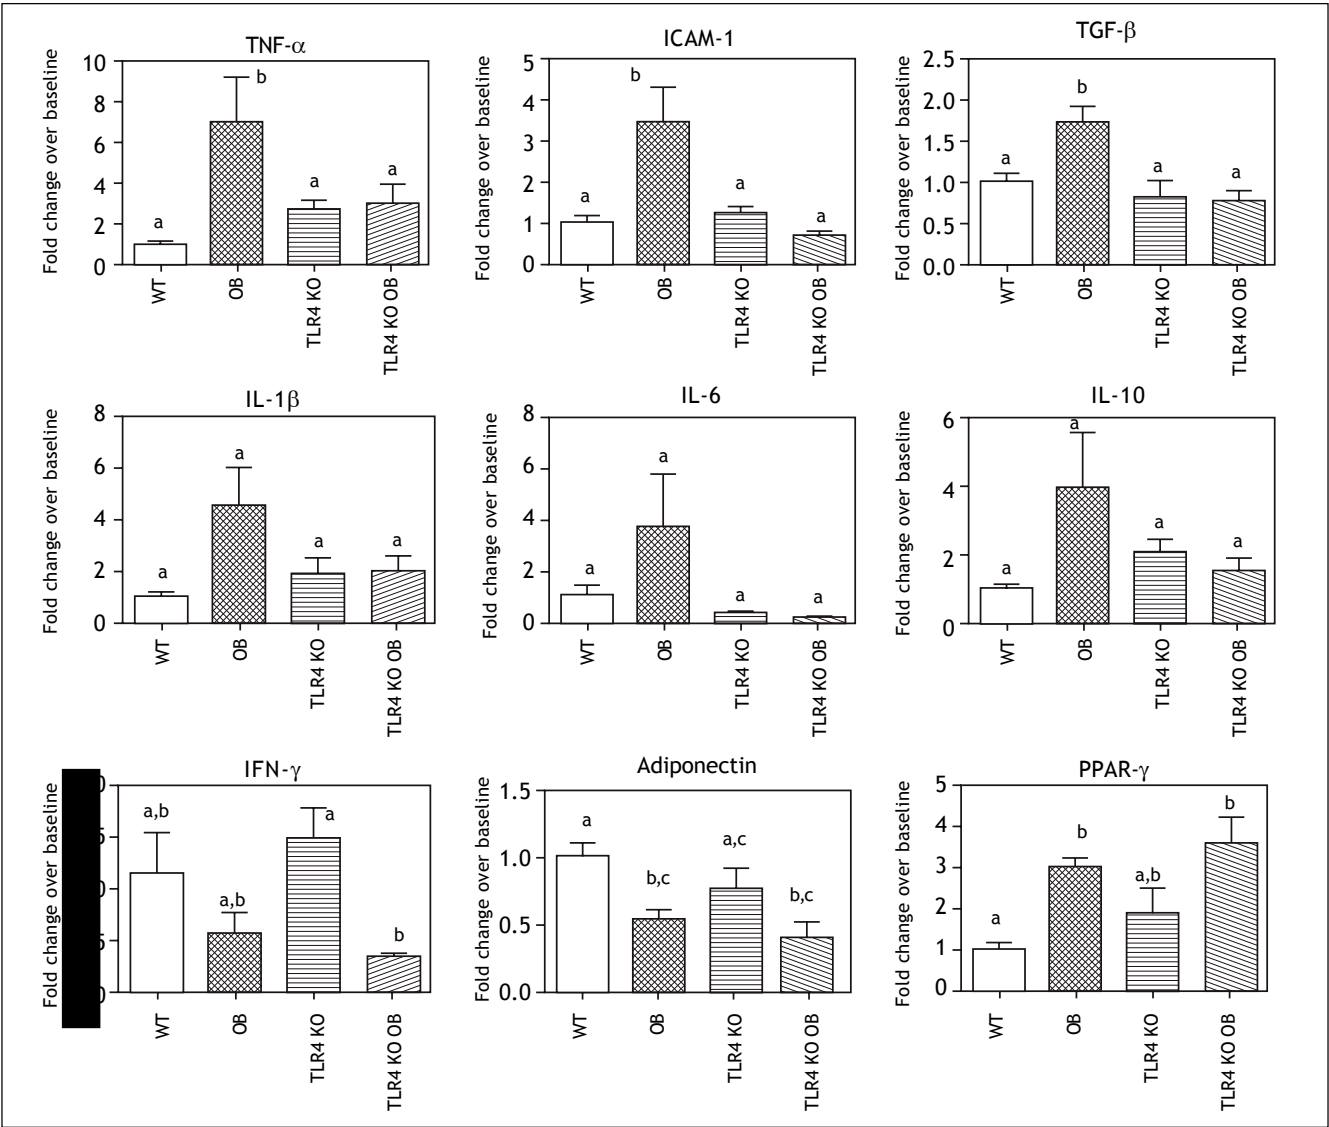 TNF-α
Fold change over baseline
10
8
6
4
2
0
b
a
a
a
WT
OB
TLR4 KO
TLR4 KO OB
ICAM-1
Fold change over baseline
5
4
3
2
1
0
b
a
a
a
WT
OB
TLR4 KO
TLR4 KO OB
TGF-β
Fold change over baseline
2.5
2.0
1.5
1.0
0.5
0.0
b
a
a
a
WT
OB
TLR4 KO
TLR4 KO OB
IL-1β
Fold change over baseline
8
6
4
2
0
a
a
a
a
WT
OB
TLR4 KO
TLR4 KO OB
IL-6
Fold change over baseline
8
6
4
2
0
a
a
a
a
WT
OB
TLR4 KO
TLR4 KO OB
IL-10
Fold change over baseline
6
4
2
0
a
a
a
a
WT
OB
TLR4 KO
TLR4 KO OB
IFN-γ
Fold change over baseline
a,b
a,b
a
b
WT
OB
TLR4 KO
TLR4 KO OB
Adiponectin
Fold change over baseline
1.5
1.0
0.5
0.0
a
b,c
a,c
b,c
WT
OB
TLR4 KO
TLR4 KO OB
PPAR-γ
Fold change over baseline
5
4
3
2
1
0
a
b
a,b
b
WT
OB
TLR4 KO
TLR4 KO OB